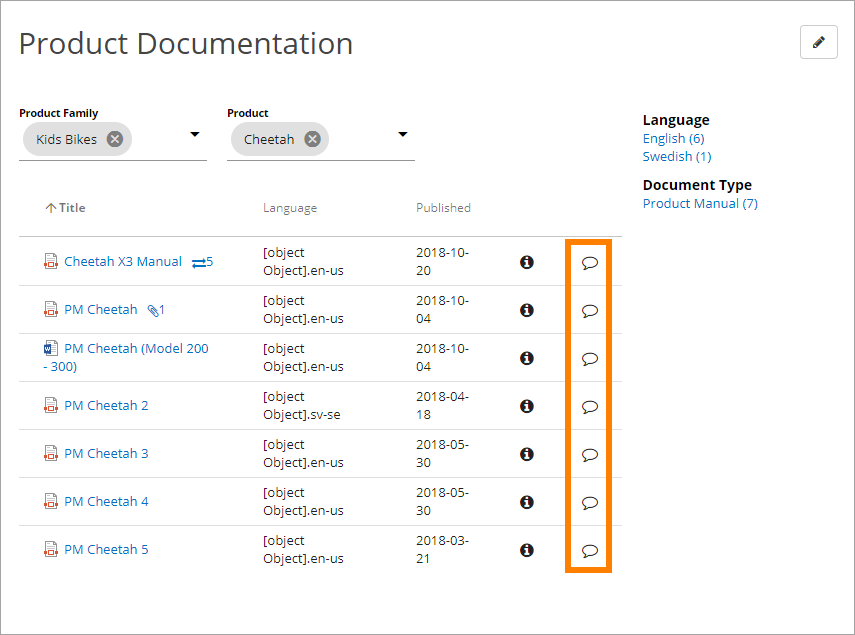 Product Documentation
Product Family
Kids Bikes
Product
Cheetah
Language
English (6)
Swedish (1)
Document Type
Product Manual (7)
Title Language Published
Cheetah X3 Manual 5 [object Object].en-us 2018-10-
20
PM Cheetah 1 [object Object].en-us 2018-10-
04
PM Cheetah (Model 200
- 300) [object Object].en-us 2018-10-
04
PM Cheetah 2 [object Object].sv-se 2018-04-
18
PM Cheetah 3 [object Object].en-us 2018-05-
30
PM Cheetah 4 [object Object].en-us 2018-05-
30
PM Cheetah 5 [object Object].en-us 2018-03-
21